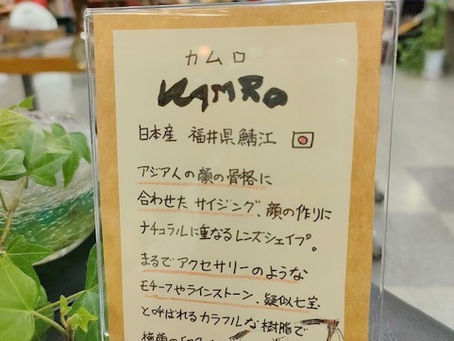 カムロ
KAMRO
日本産 福井県鯖江
アジア人の顔の骨格に
合わせたサイジング、顔の作りに
ナチュラルに重なるレンズシェイプ。
まるでアクセサリーのような
モチーフやラインストーン、疑似七宝
と呼ばれるカラフルな樹脂で